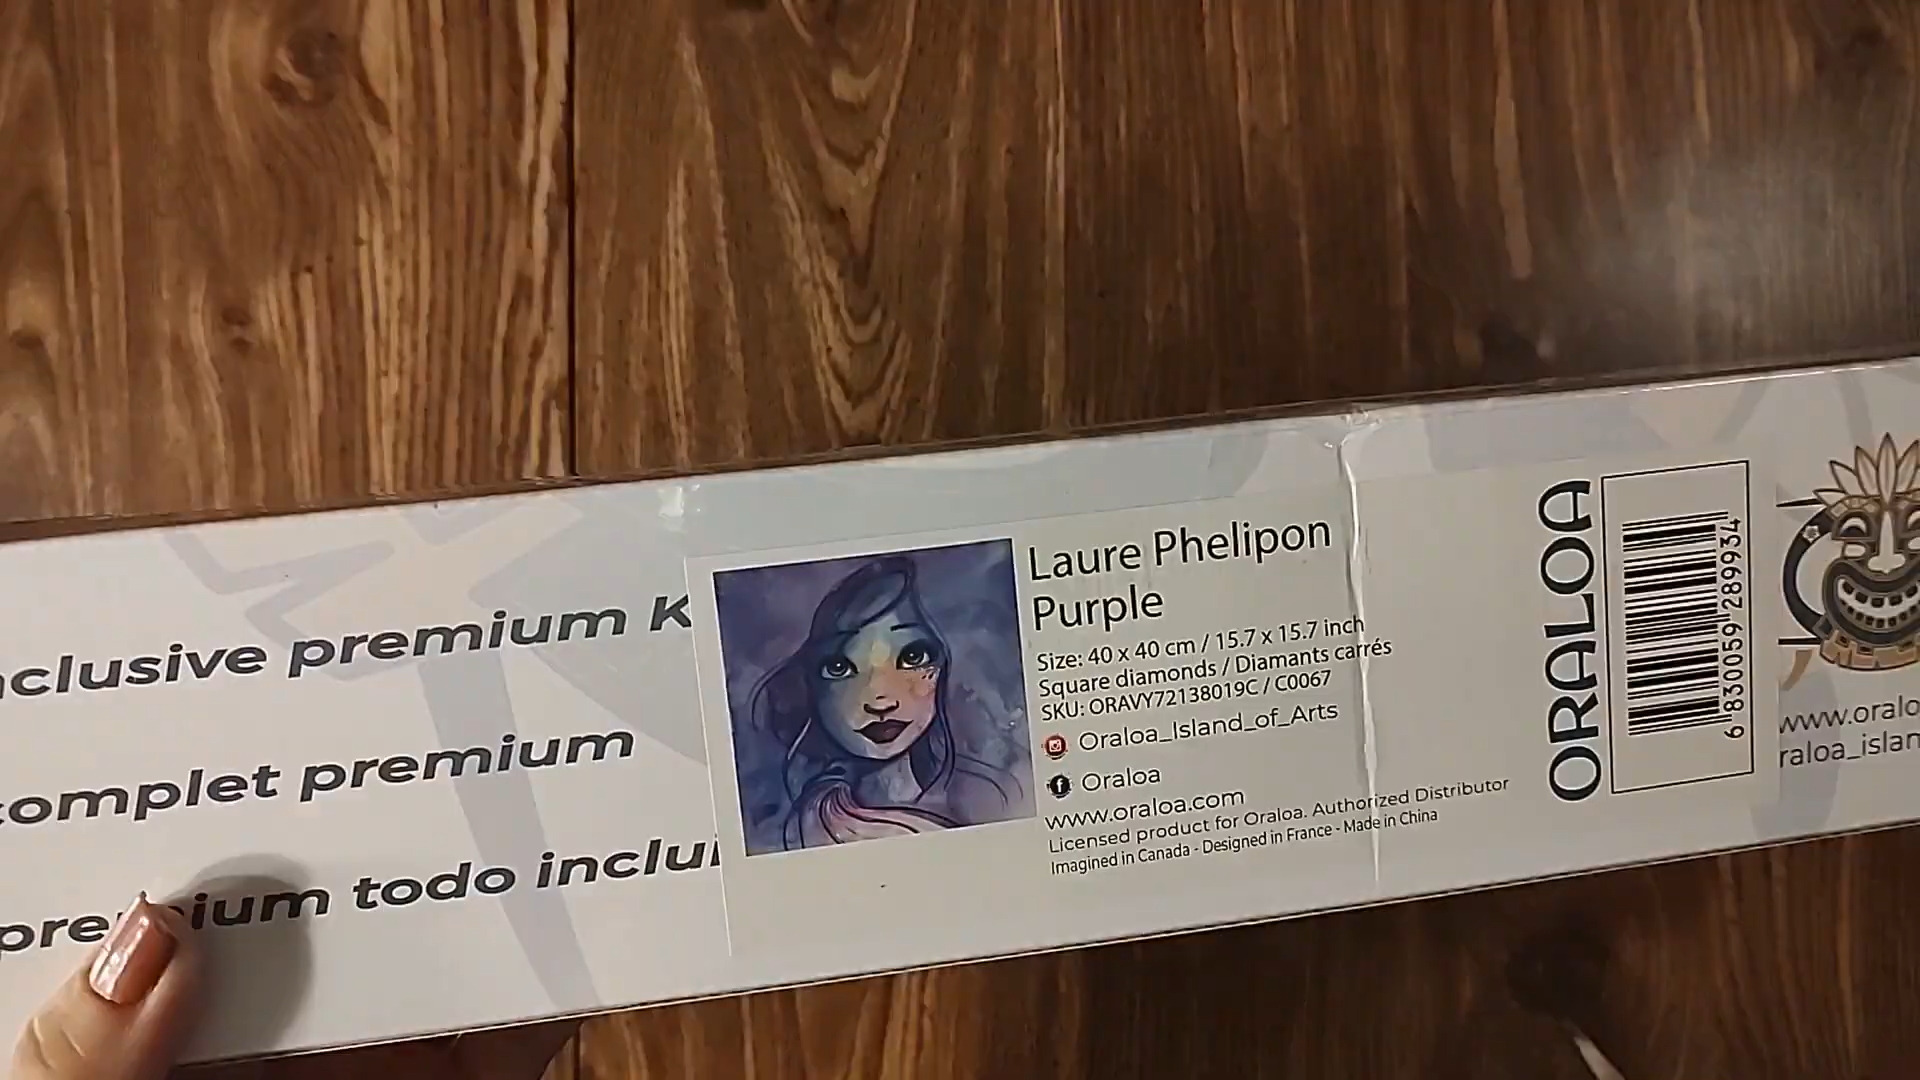 nclusive premium K
complet premium
premium todo inclui
Laure Phelipon
Purple
Size: 40 x 40 cm / 15.7 x 15.7 inch
Square diamonds / Diamants carrés
SKU: ORAVY72138019C / C0067
Oraloa_Island_of_Arts
Oraloa
www.oraloa.com
Licensed product for Oraloa. Authorized Distributor
Imagined in Canada - Designed in France - Made in China
ORALOA
6 830059 289934
www.oralo
raloa_islan